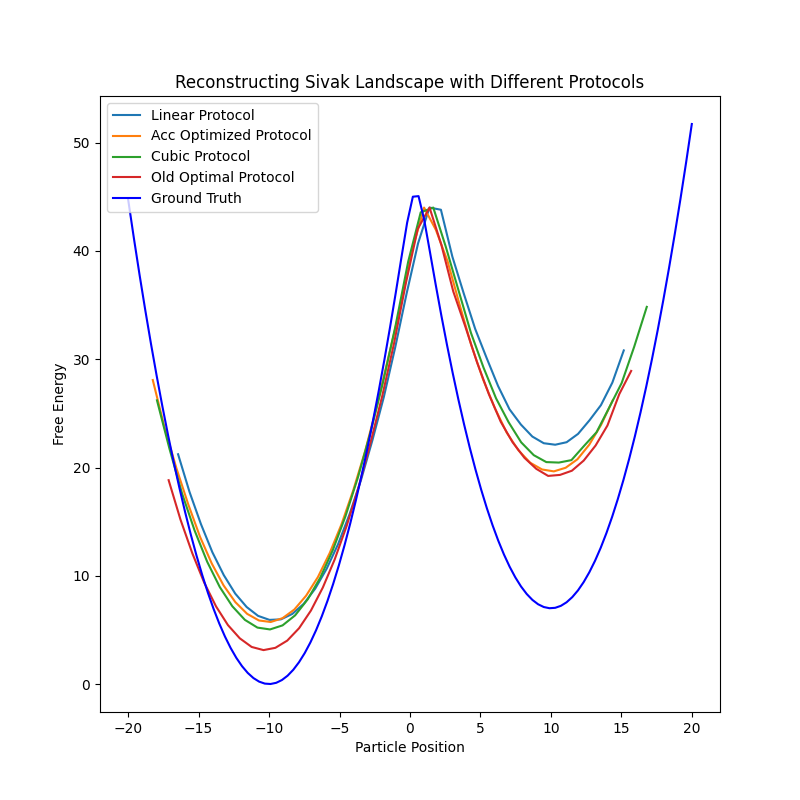 Reconstructing Sivak Landscape with Different Protocols
Linear Protocol
Acc Optimized Protocol
Cubic Protocol
Old Optimal Protocol
Ground Truth
50
40
30
20
10
0
Free Energy
−20 −15 −10 −5 0 5 10 15 20
Particle Position